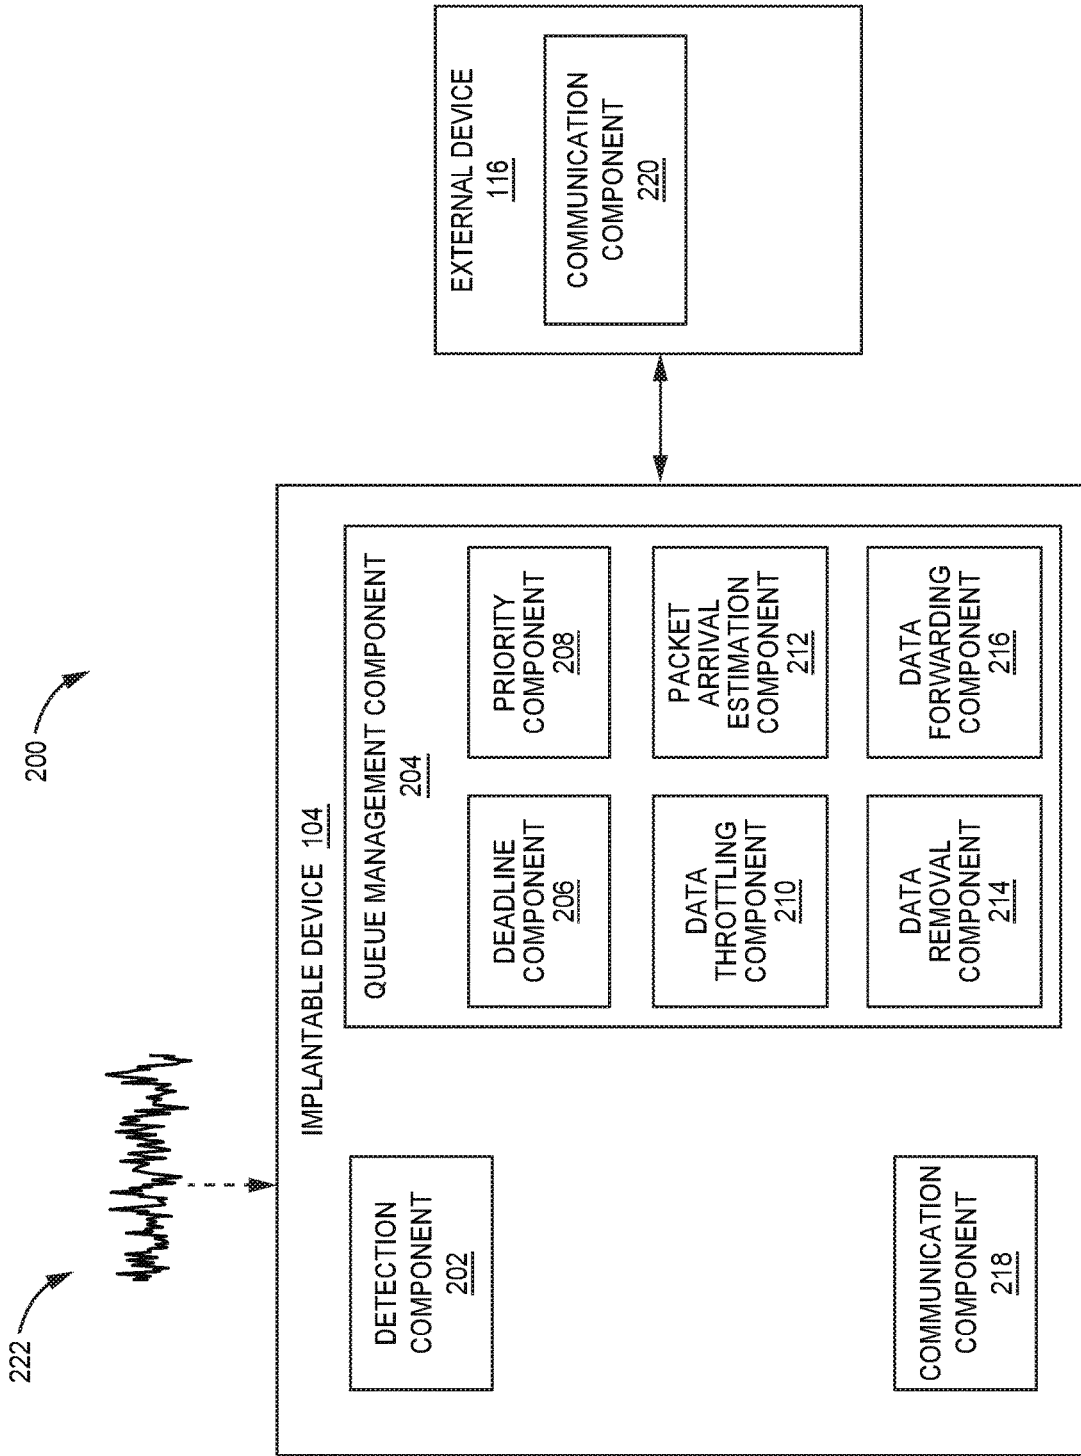 200
222
IMPLANTABLE DEVICE 104
DETECTION
COMPONENT
202
COMMUNICATION
COMPONENT
218
QUEUE MANAGEMENT COMPONENT
204
DEADLINE
COMPONENT
206
PRIORITY
COMPONENT
208
DATA
THROTTLING
COMPONENT
210
PACKET
ARRIVAL
ESTIMATION
COMPONENT
212
DATA
REMOVAL
COMPONENT
214
DATA
FORWARDING
COMPONENT
216
EXTERNAL DEVICE
116
COMMUNICATION
COMPONENT
220